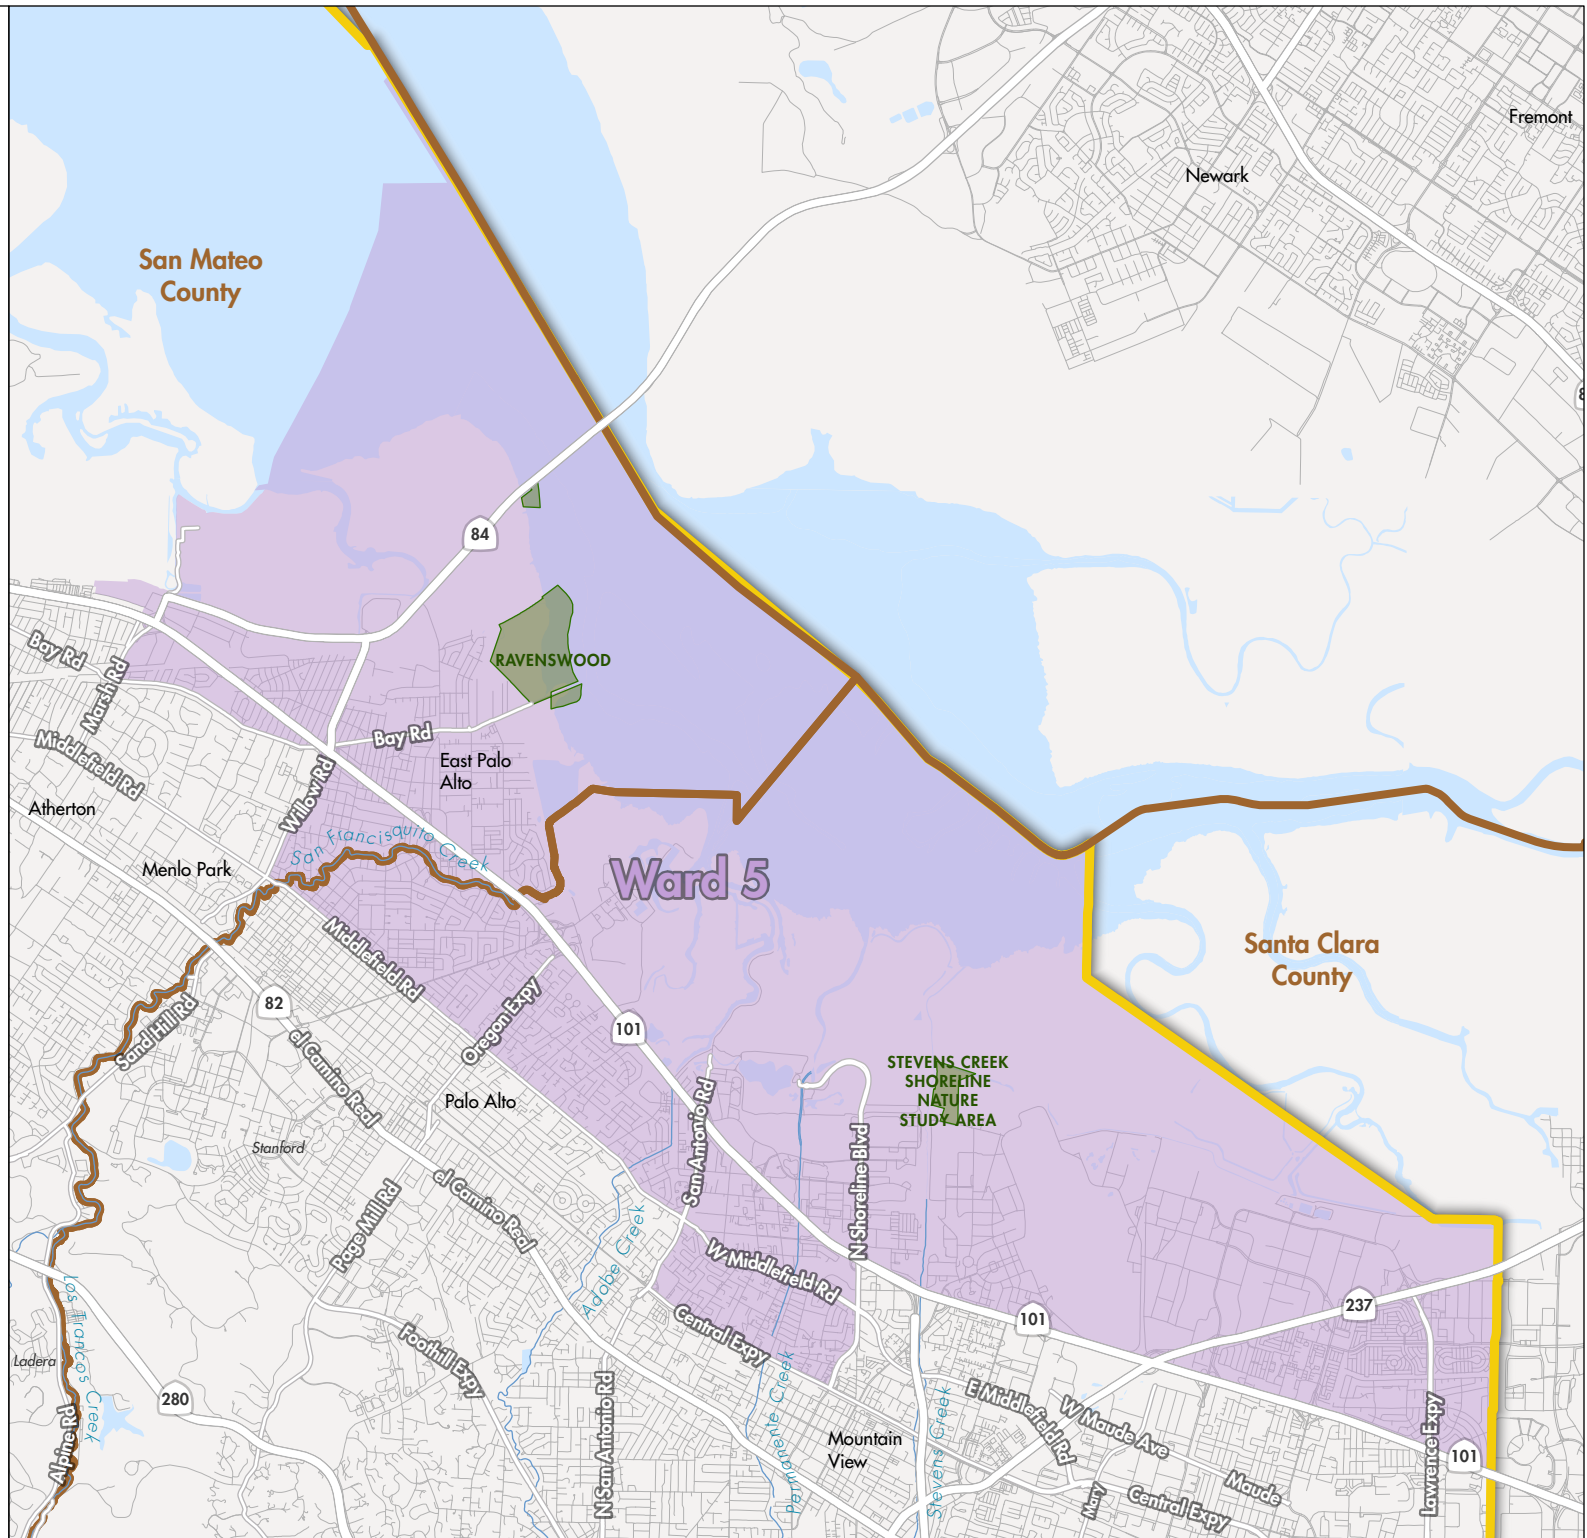 Fremont
Newark
San Mateo
County
84
Bay Rd
Marsh Rd
RAVENSWOOD
Middlefield Rd
Bay Rd
East Palo
Alto
Willow Rd
Atherton
San Francisquito Creek
Menlo Park
Ward 5
Middlefield Rd
Santa Clara
County
82
Sand Hill Rd
Oregon Expy
101
el Camino Real
STEVENS CREEK
SHORELINE
NATURE
STUDY AREA
Palo Alto
San Antonio Rd
Stanford
N Shoreline Blvd
el Camino Real
Page Mill Rd
Adobe Creek
W Middlefield Rd
Los Trancos Creek
237
101
Central Expy
Foothill Expy
Ladera
280
Permanente Creek
N San Antonio Rd
Alpine Rd
Stevens Creek
E Middlefield Rd
W Maude Ave
Lawrence Expy
Mountain
View
101
Maude
Mary
Central Expy